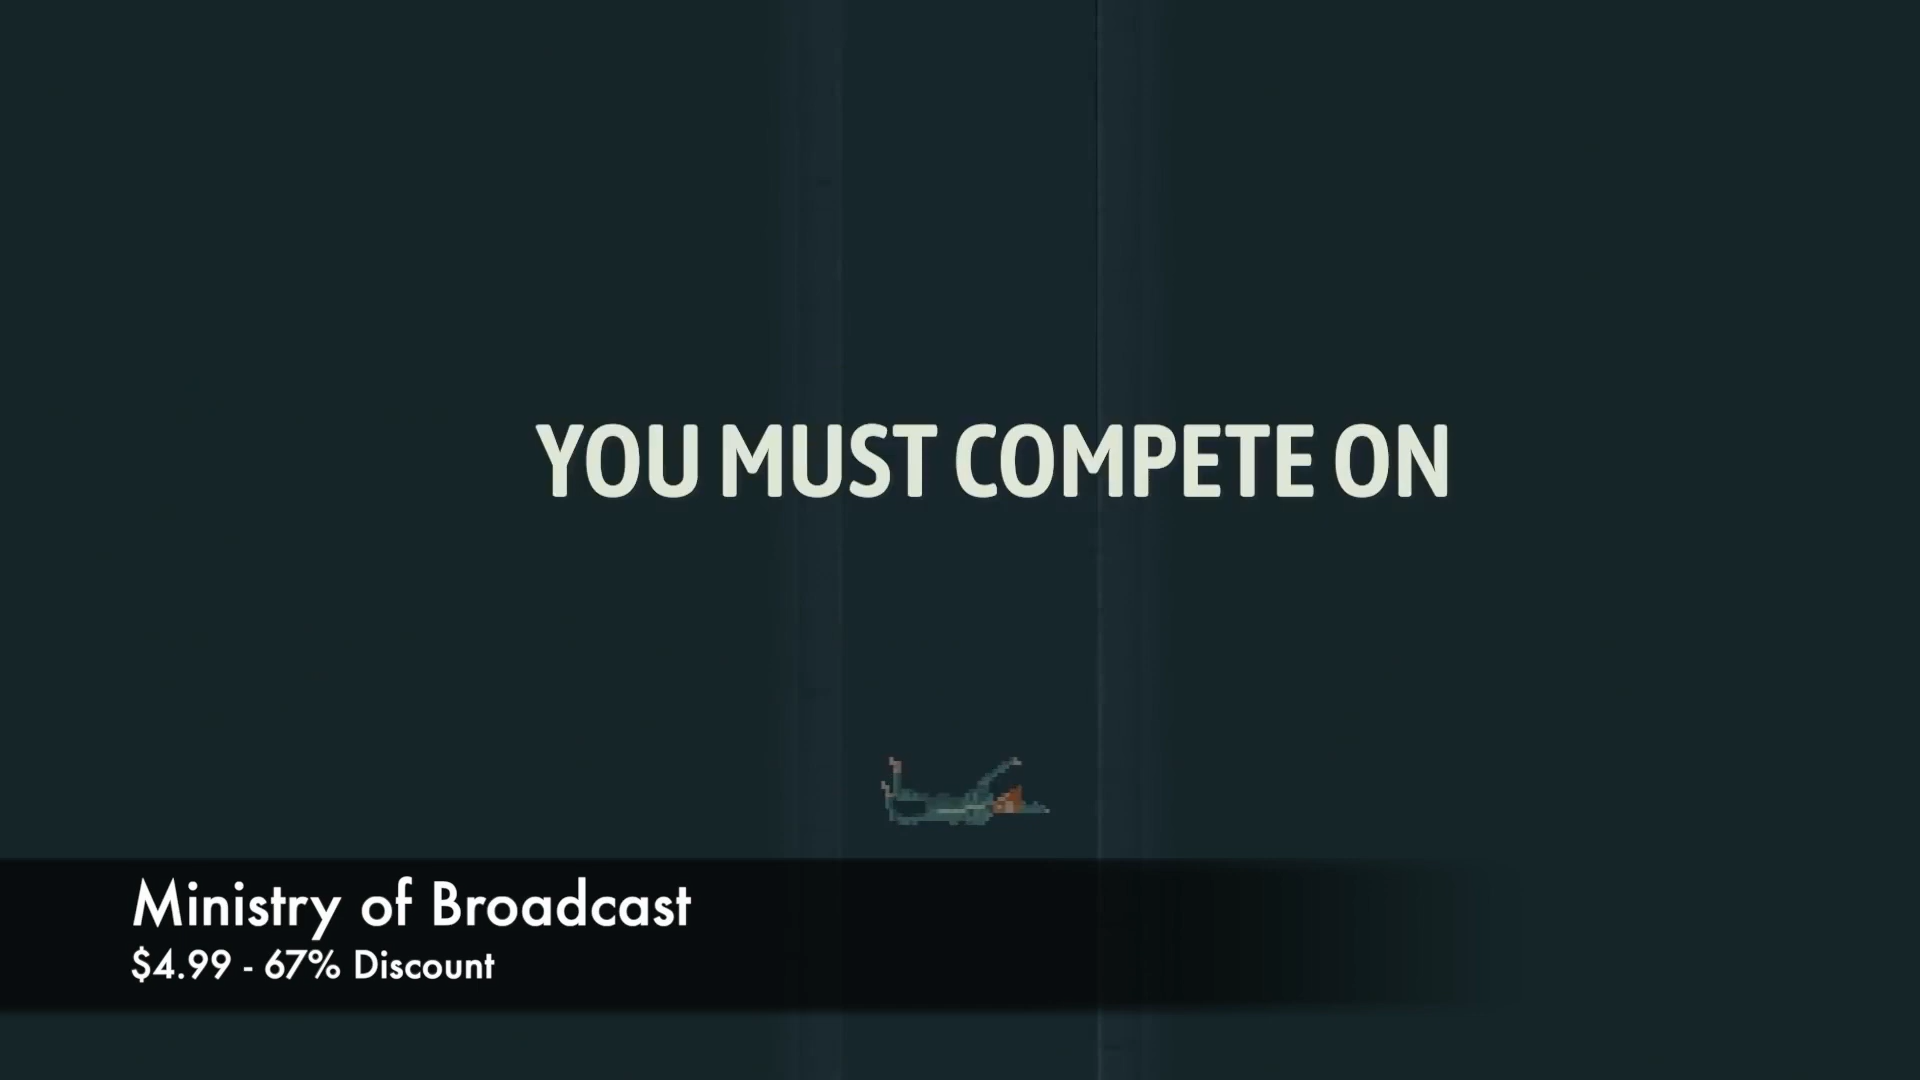 YOU MUST COMPETE ON
Ministry of Broadcast
$4.99 - 67% Discount